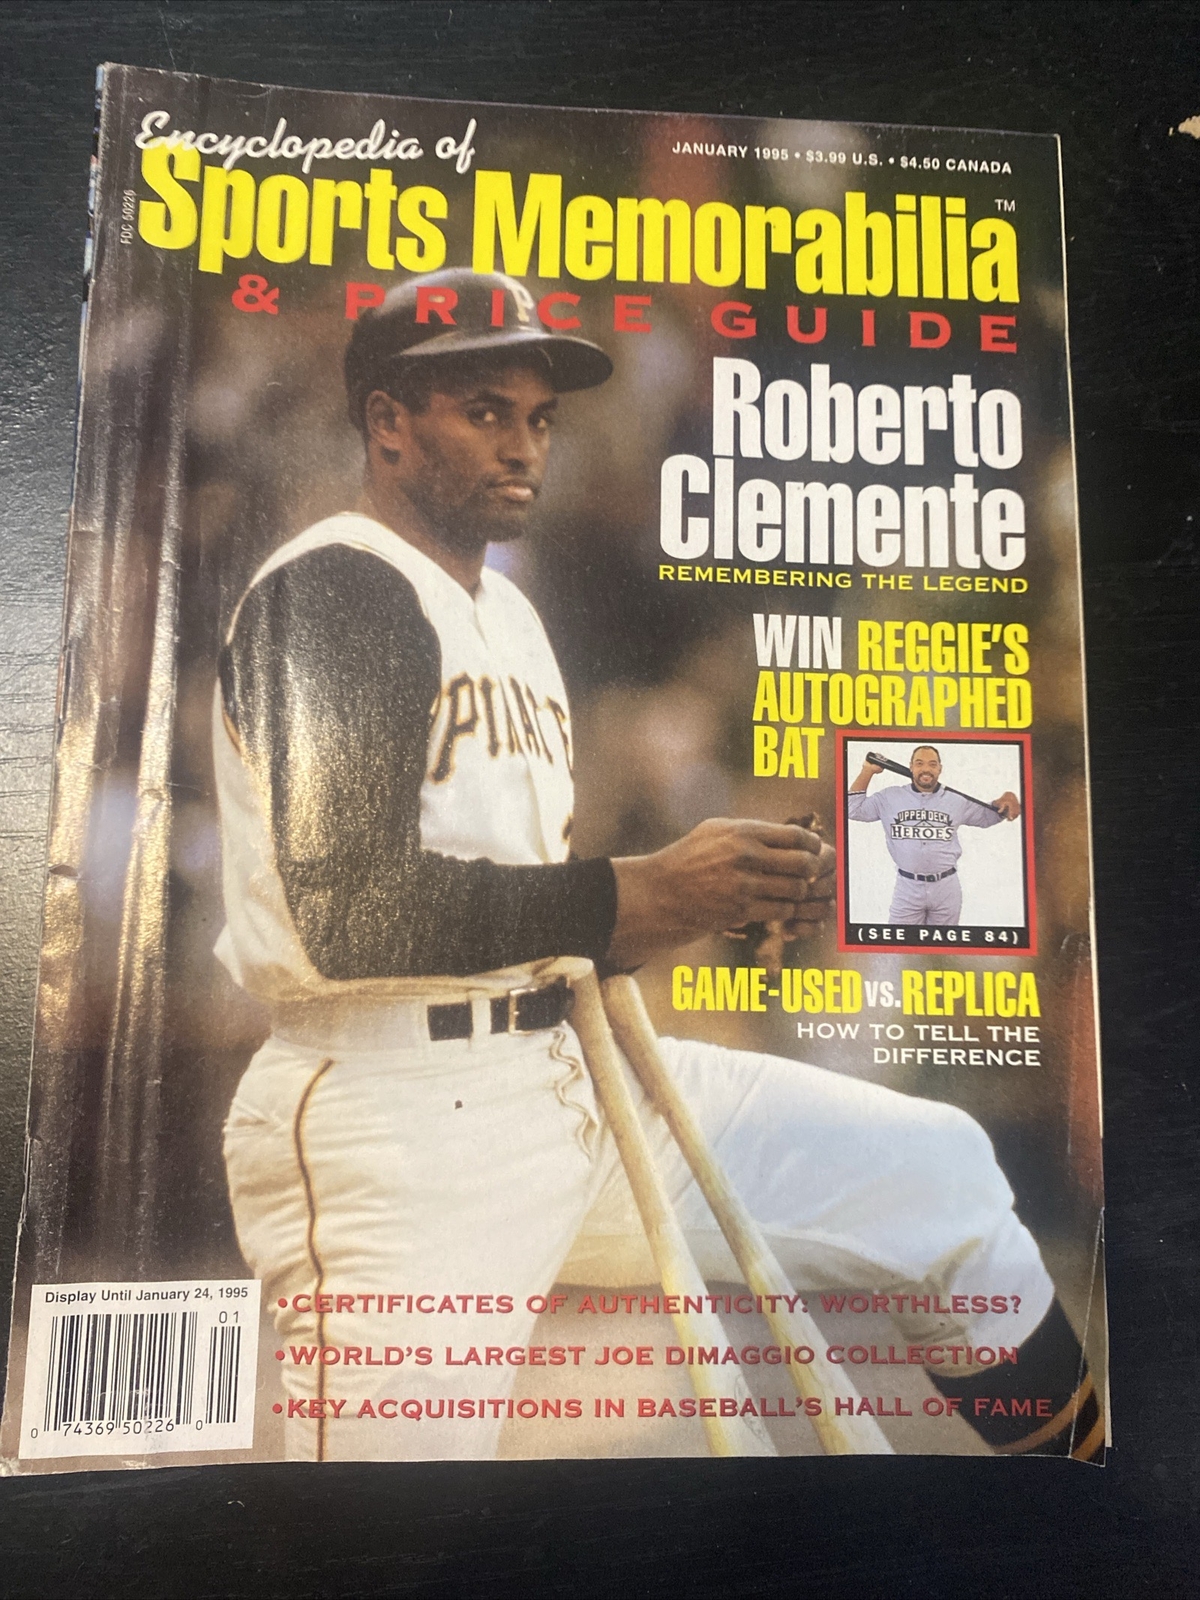 Encyclopedia of
JANUARY 1995 • $3.99 U.S. • $4.50 CANADA
FDC 50226
Sports Memorabilia™
& PRICE GUIDE
P
Roberto
Clemente
REMEMBERING THE LEGEND
WIN REGGIE'S
AUTOGRAPHED
BAT
UPPER DECK
HEROES
(SEE PAGE 84)
PIRATE
GAME-USED VS. REPLICA
HOW TO TELL THE
DIFFERENCE
Display Until January 24, 1995
01
0 74369 50226 0
•CERTIFICATES OF AUTHENTICITY: WORTHLESS?
•WORLD'S LARGEST JOE DIMAGGIO COLLECTION
•KEY ACQUISITIONS IN BASEBALL'S HALL OF FAME